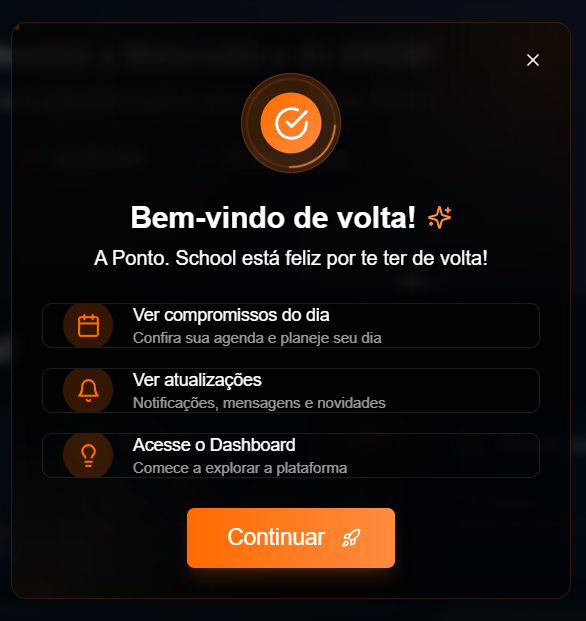 Bem-vindo de volta!
A Ponto. School está feliz por te ter de volta!
Ver compromissos do dia
Confira sua agenda e planeje seu dia
Ver atualizações
Notificações, mensagens e novidades
Acesse o Dashboard
Comece a explorar a plataforma
Continuar